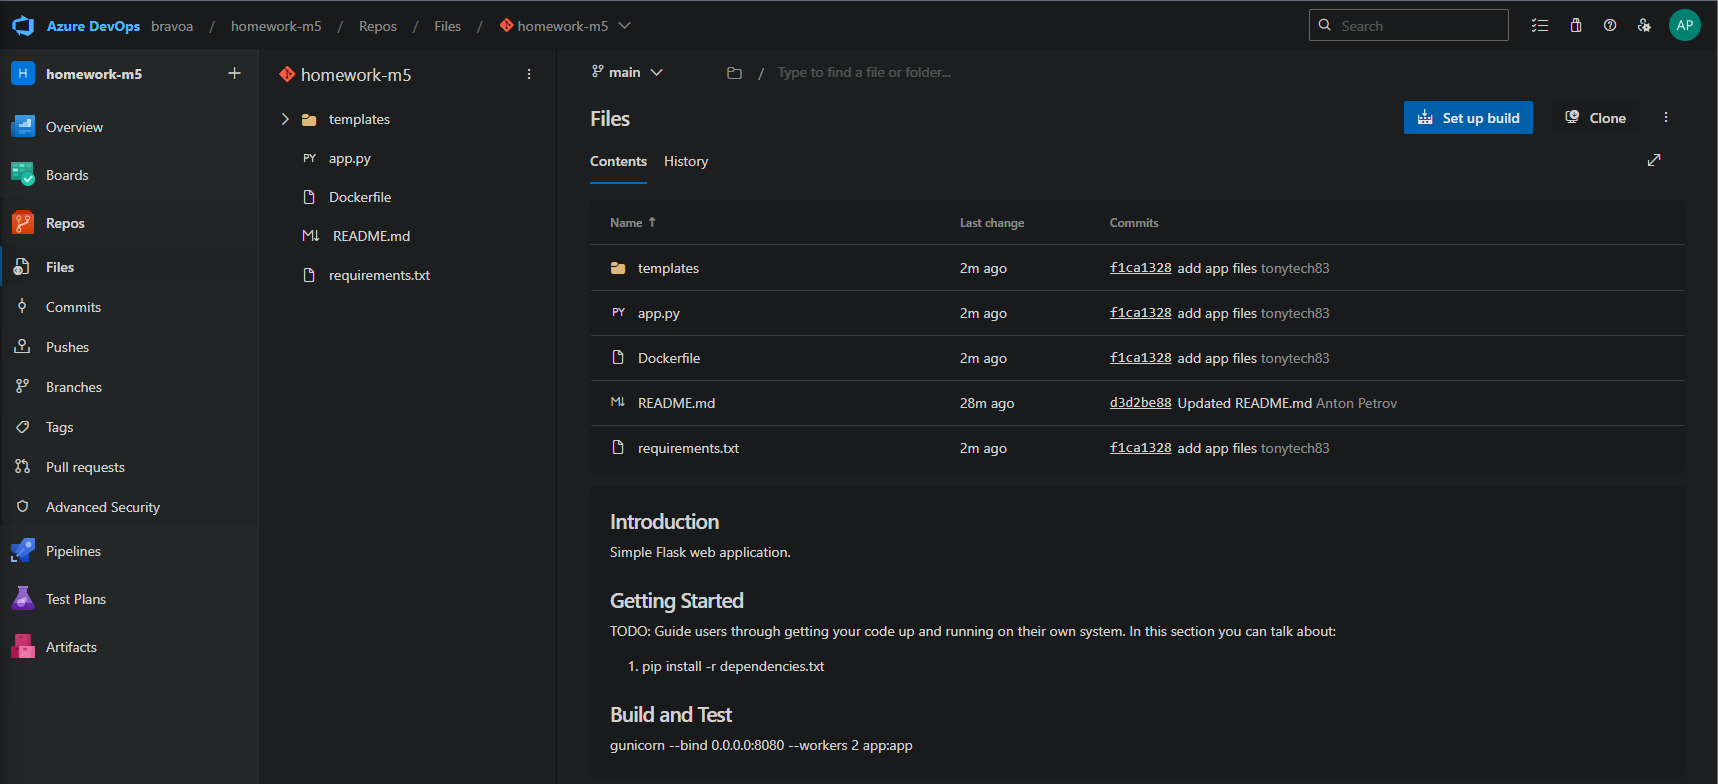 Azure DevOps bravoa / homework-m5 / Repos / Files / homework-m5 Search AP
H homework-m5
Overview
Boards
Repos
Files
Commits
Pushes
Branches
Tags
Pull requests
Advanced Security
Pipelines
Test Plans
Artifacts
homework-m5
templates
PY app.py
Dockerfile
M↓ README.md
requirements.txt
main / Type to find a file or folder...
Files Set up build Clone
Contents History
Name ↑ Last change Commits
templates 2m ago f1ca1328 add app files tonytech83
PY app.py 2m ago f1ca1328 add app files tonytech83
Dockerfile 2m ago f1ca1328 add app files tonytech83
M↓ README.md 28m ago d3d2be88 Updated README.md Anton Petrov
requirements.txt 2m ago f1ca1328 add app files tonytech83
Introduction
Simple Flask web application.
Getting Started
TODO: Guide users through getting your code up and running on their own system. In this section you can talk about:
1. pip install -r dependencies.txt
Build and Test
gunicorn --bind 0.0.0.0:8080 --workers 2 app:app